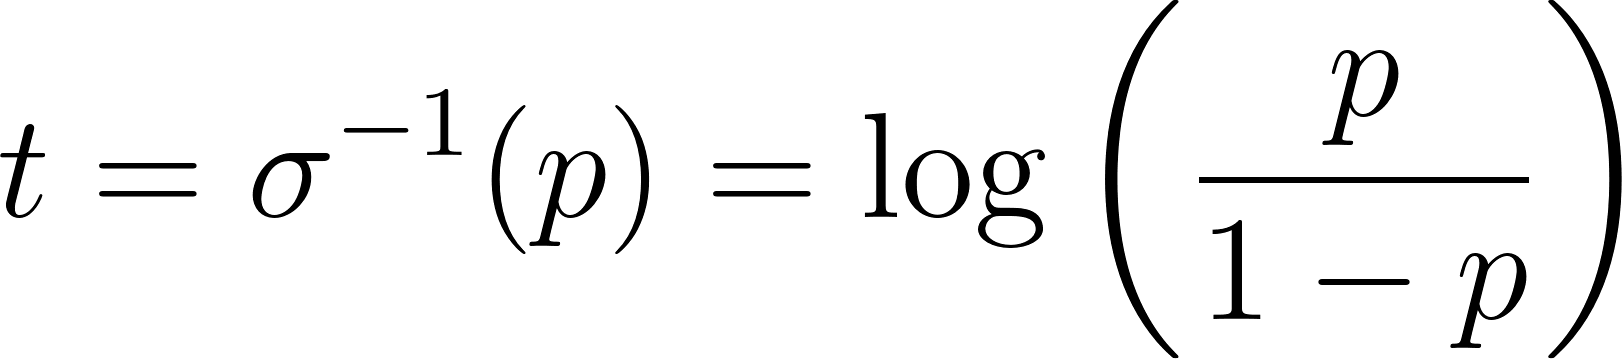 t = σ⁻¹(p) = log(p / (1 − p))